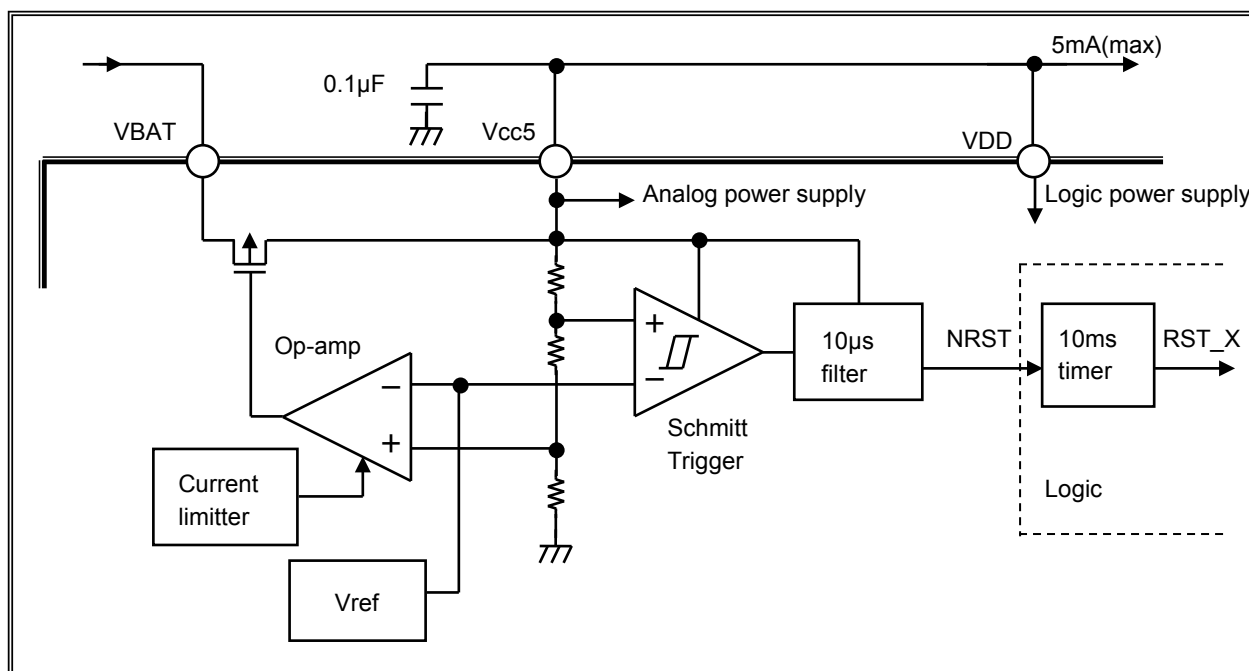 5mA(max)
0.1µF
VBAT
Vcc5
VDD
Analog power supply
Logic power supply
Op-amp
+
−
−
+
Schmitt
Trigger
10µs
filter
NRST
10ms
timer
RST_X
Current
limitter
Logic
Vref